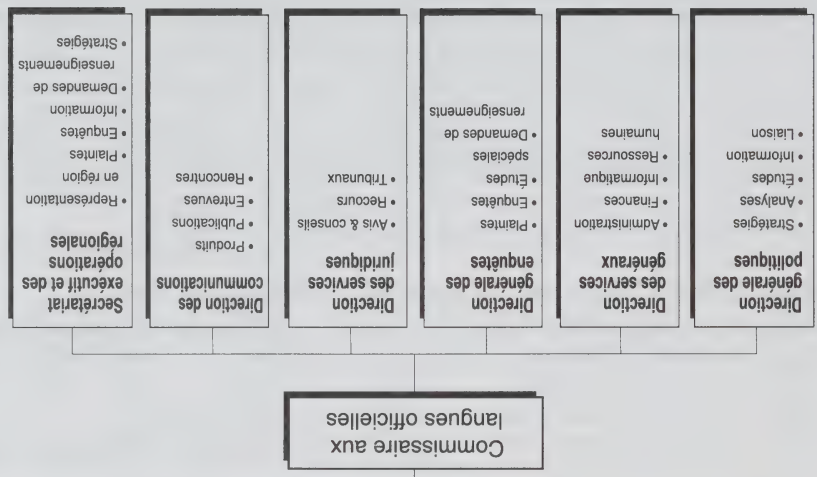 Commissaire aux
langues officielles
Direction
générale des
politiques
• Stratégies
• Analyses
• Études
• Information
• Liaison
Direction
des services
généraux
• Administration
• Finances
• Informatique
• Ressources
humaines
Direction
générale des
enquêtes
• Plaintes
• Enquêtes
• Études
spéciales
• Demandes de
renseignements
Direction
des services
juridiques
• Avis & conseils
• Recours
• Tribunaux
Direction des
communications
• Produits
• Publications
• Entrevues
• Rencontres
Secrétariat
exécutif et des
opérations
régionales
• Représentation
en région
• Plaintes
• Enquêtes
• Information
• Demandes de
renseignements
• Stratégies